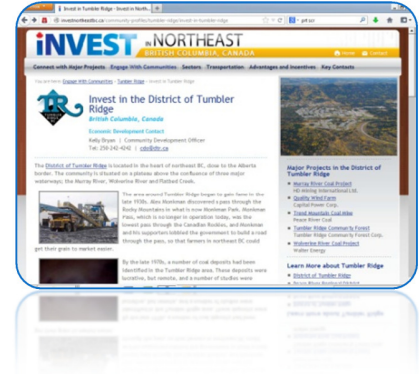 Invest in Tumbler Ridge | Invest in North...
investnortheastbc.ca/community-profiles/tumbler-ridge/invest-in-tumbler-ridge
INVEST IN NORTHEAST
BRITISH COLUMBIA, CANADA
Home Contact
Connect with Major Projects Engage With Communities Sectors Transportation Advantages and Incentives Key Contacts
You are here: Engage With Communities Tumbler Ridge Invest in Tumbler Ridge
TR
Invest in the District of Tumbler
Ridge
British Columbia, Canada
Economic Development Contact
Kelly Bryan | Community Development Officer
Tel: 250-242-4242 |
The District of Tumbler Ridge is located in the heart of northeast BC, close to the Alberta
border. The community is situated on a plateau above the confluence of three major
waterways; the Murray River, Wolverine River and Flatbed Creek.
The area around Tumbler Ridge began to gain fame in the
late 1930s. Alex Monkman discovered a pass through the
Rocky Mountains in what is now Monkman
Pass, which is no longer in operation today, was the
lowest pass through the Canadian Rockies, and Monkman
and his supporters lobbied the government to build a road
through the pass, so that farmers in northeast BC could
get their grain to market easier.
By the late 1970s, a number of coal deposits had been
identified in the Tumbler Ridge area. These deposits were
lucrative, but remote, and a number of studies were
Major Projects in the District of
Tumbler Ridge
Murray River Coal Project
HD Mining International Ltd.
Quality Wind Farm
Capital Power Corp.
Trend Mountain Coal Mine
Peace River Coal
Tumbler Ridge Community Forest
Tumbler Ridge Community Forest Corp.
Wolverine River Coal Project
Walter Energy
Learn More about Tumbler Ridge
District of Tumbler Ridge